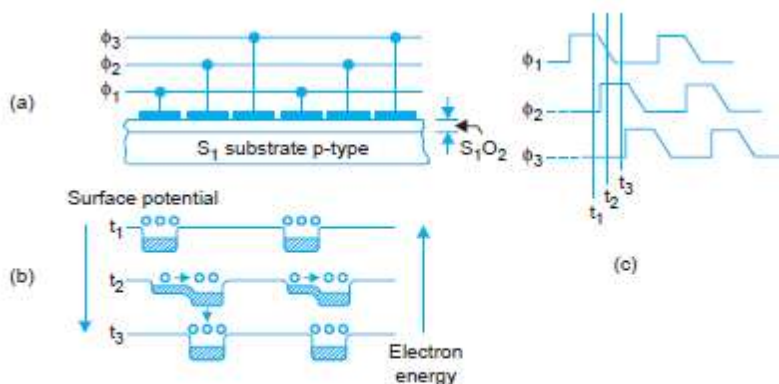 ϕ3
ϕ2
ϕ1
(a)
S1 substrate p-type
S1O2
ϕ1
ϕ2
ϕ3
t1
t2
t3
(c)
Surface potential
t1
(b)
t2
t3
Electron
energy